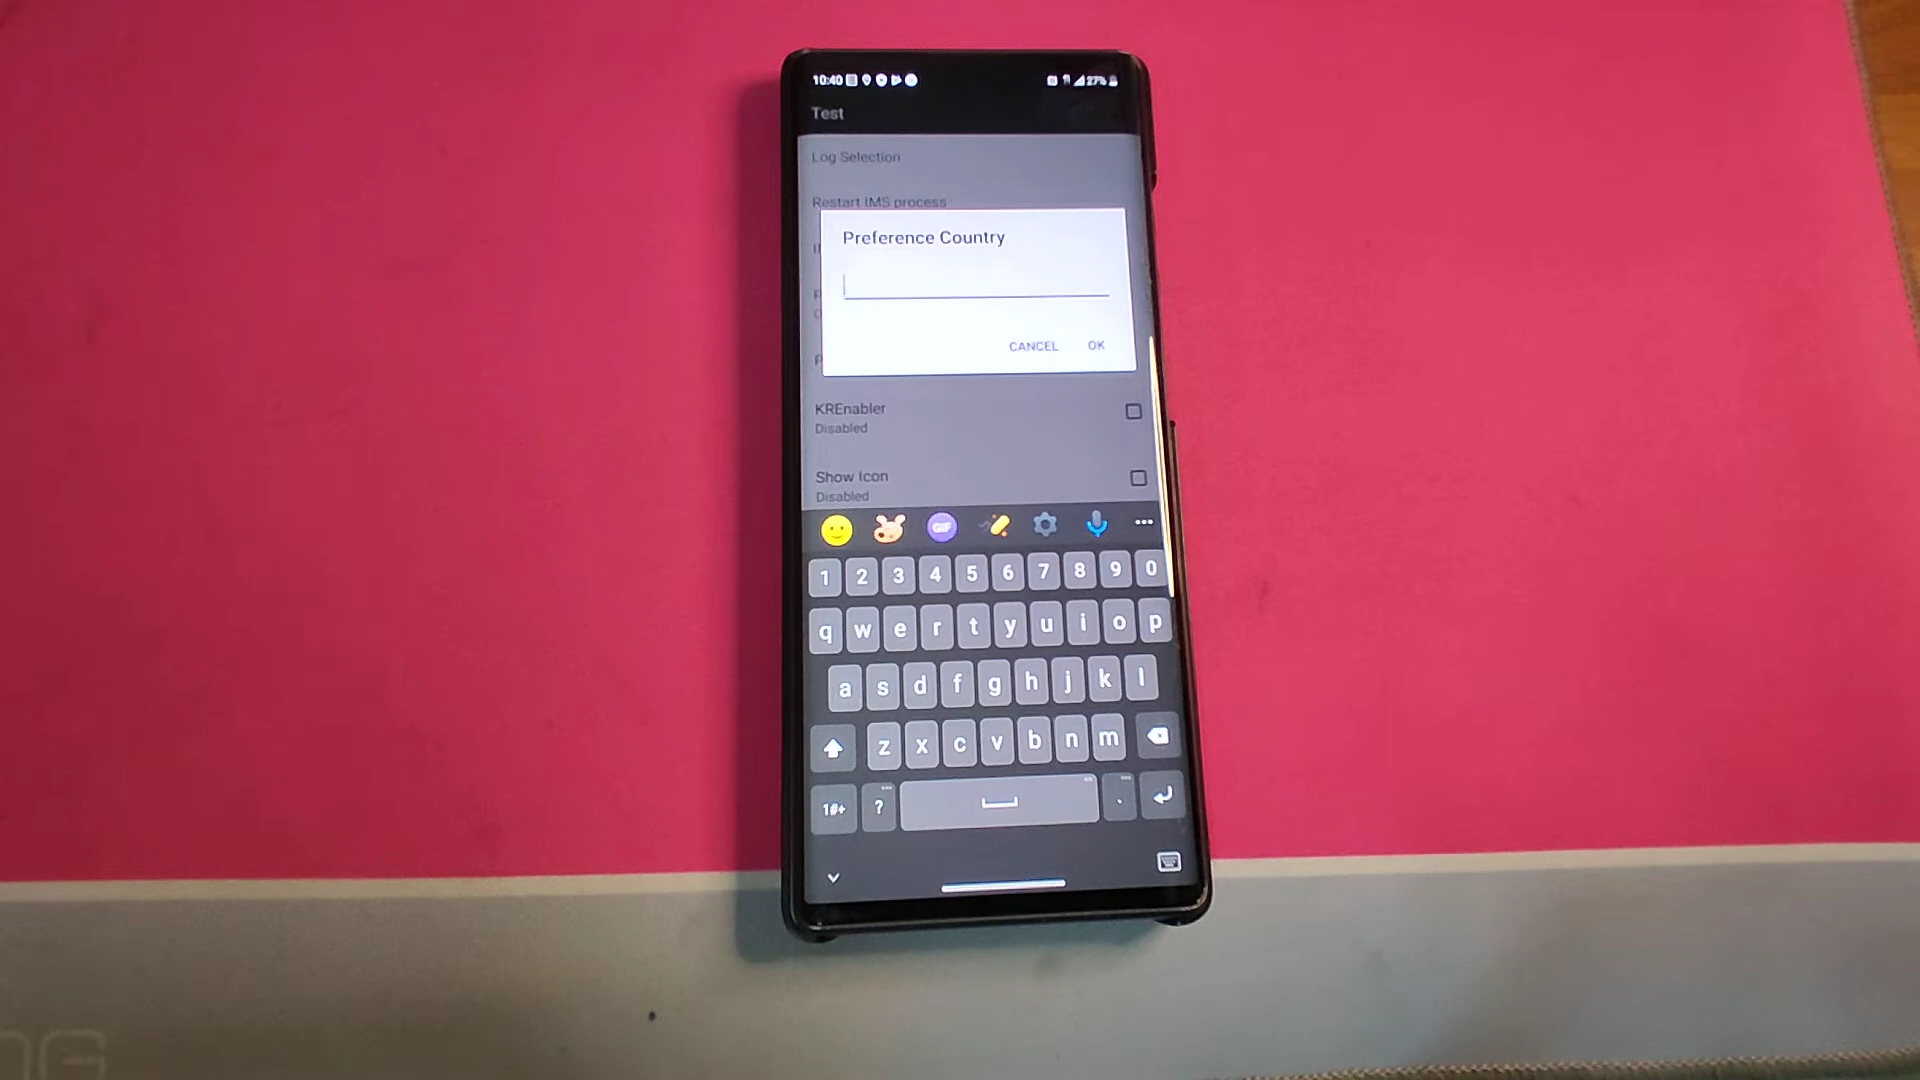 10:40
27%
Test
Log Selection
Restart IMS process
Preference Country
CANCEL OK
KREnabler
Disabled
Show Icon
Disabled
GIF
1 2 3 4 5 6 7 8 9 0
q w e r t y u i o p
a s d f g h j k l
z x c v b n m
1#+ ? .